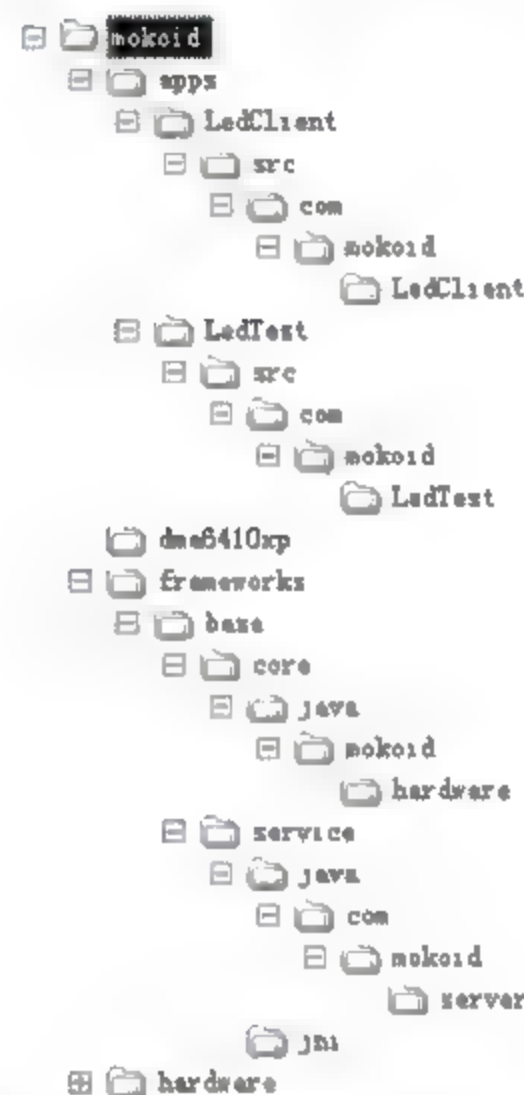 mokoid
apps
LedClient
src
com
mokoid
LedClient
LedTest
src
com
mokoid
LedTest
dma6410xp
frameworks
base
core
java
mokoid
hardware
service
java
com
mokoid
server
jni
hardware